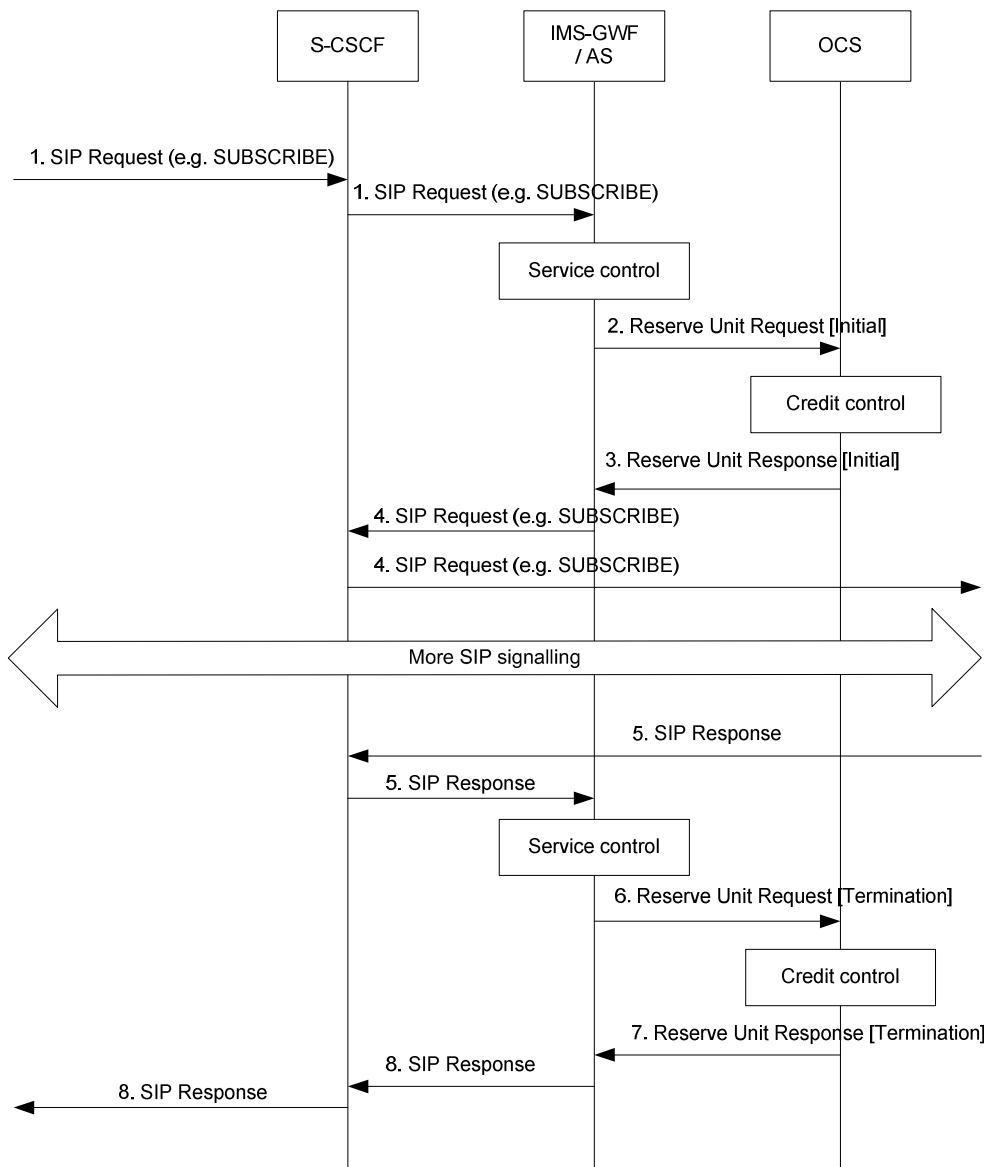 S-CSCF
IMS-GWF
/ AS
OCS
1. SIP Request (e.g. SUBSCRIBE)
1. SIP Request (e.g. SUBSCRIBE)
Service control
2. Reserve Unit Request [Initial]
Credit control
3. Reserve Unit Response [Initial]
4. SIP Request (e.g. SUBSCRIBE)
4. SIP Request (e.g. SUBSCRIBE)
More SIP signalling
5. SIP Response
5. SIP Response
Service control
6. Reserve Unit Request [Termination]
Credit control
7. Reserve Unit Response [Termination]
8. SIP Response
8. SIP Response